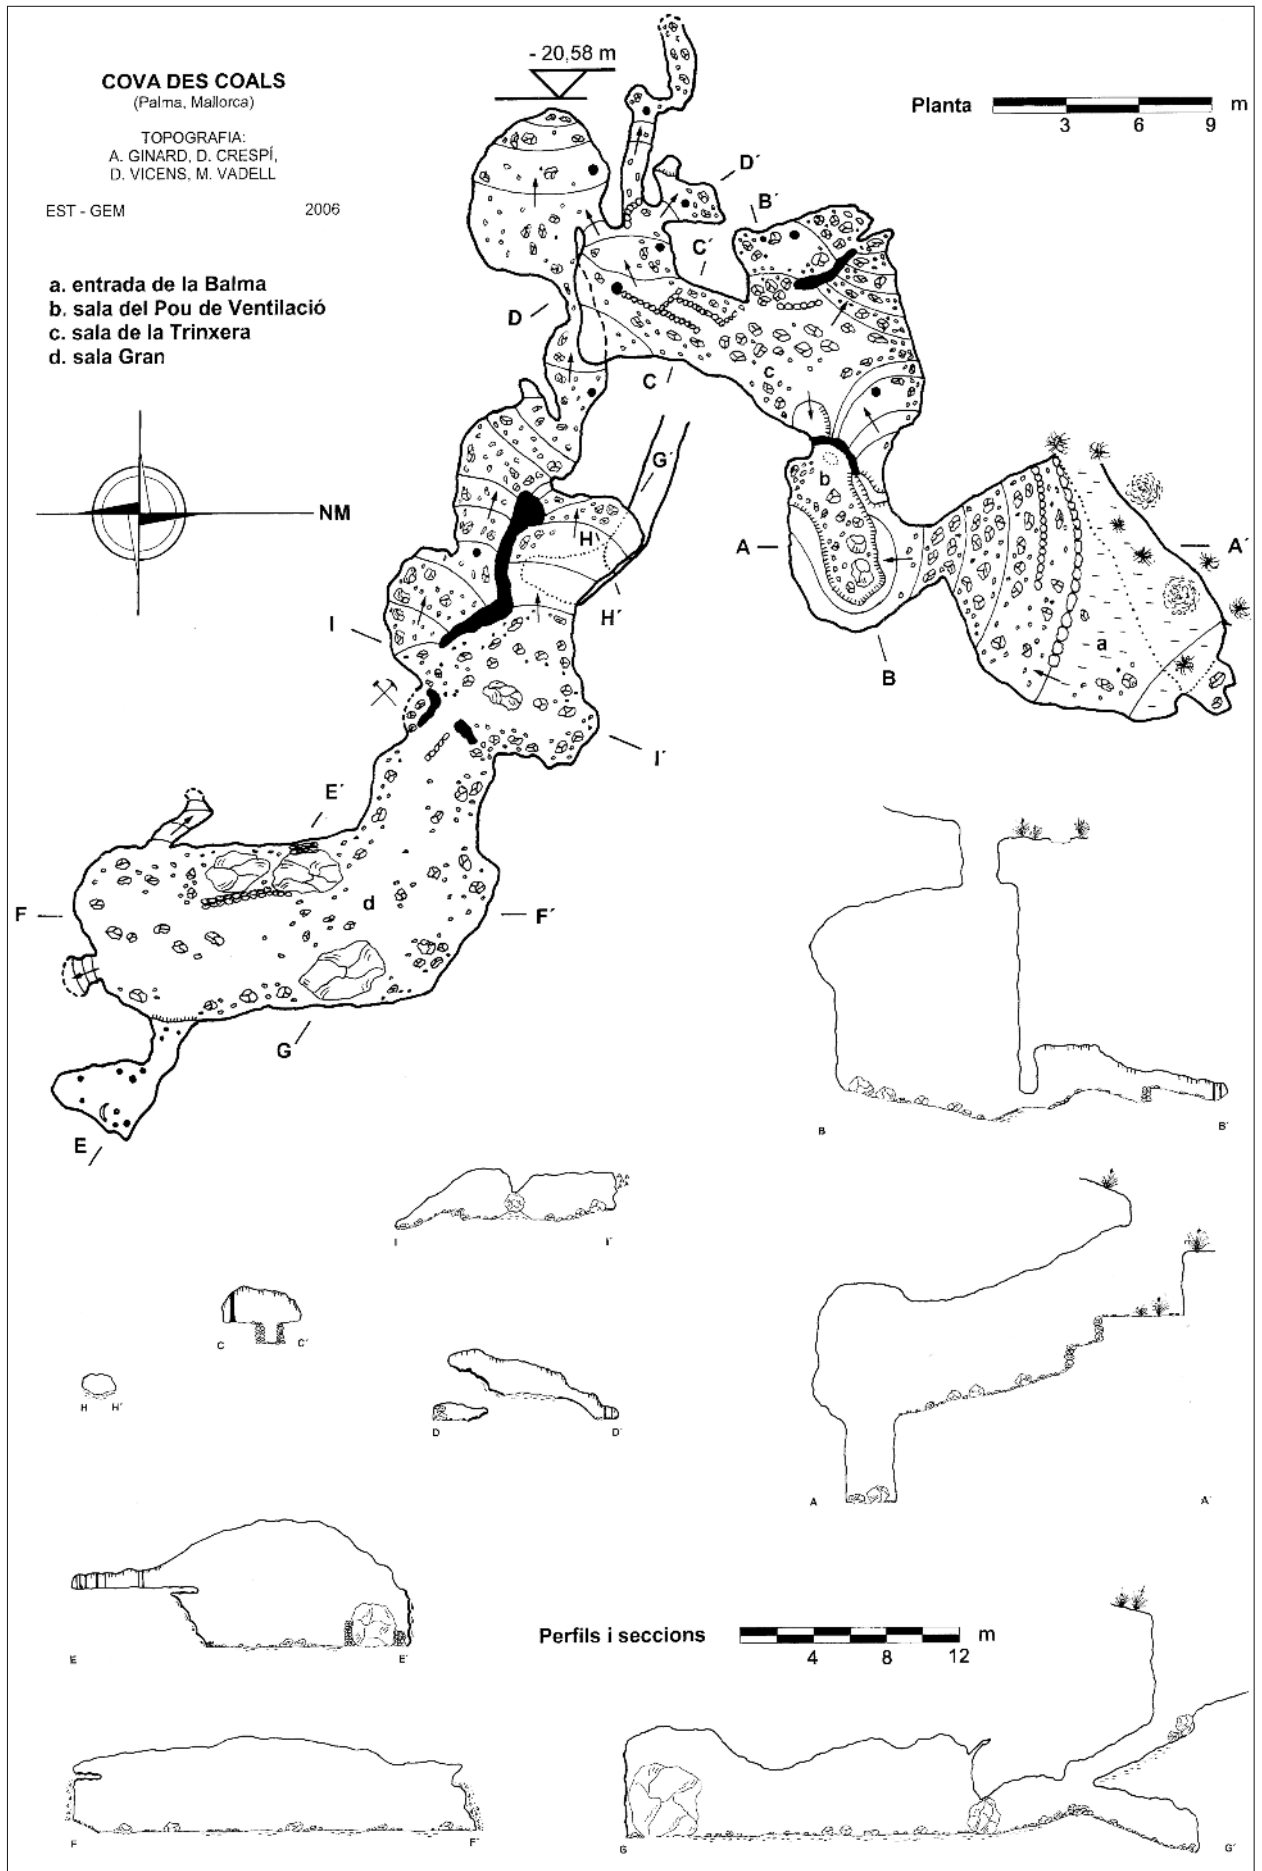 COVA DES COALS
(Palma, Mallorca)
TOPOGRAFIA:
A. GINARD, D. CRESPÍ,
D. VICENS, M. VADELL
EST - GEM 2006
a. entrada de la Balma
b. sala del Pou de Ventilació
c. sala de la Trinxera
d. sala Gran
- 20,58 m
Planta m
3 6 9
D´
B´
C´
D
C
c
NM
G´
b
A
A´
H
H´
a
I
B
I´
E´
F
d
F´
G
E
B B´
I I´
C C´
H H´
D D´
A A´
E E´
Perfils i seccions m
4 8 12
F F´
G G´